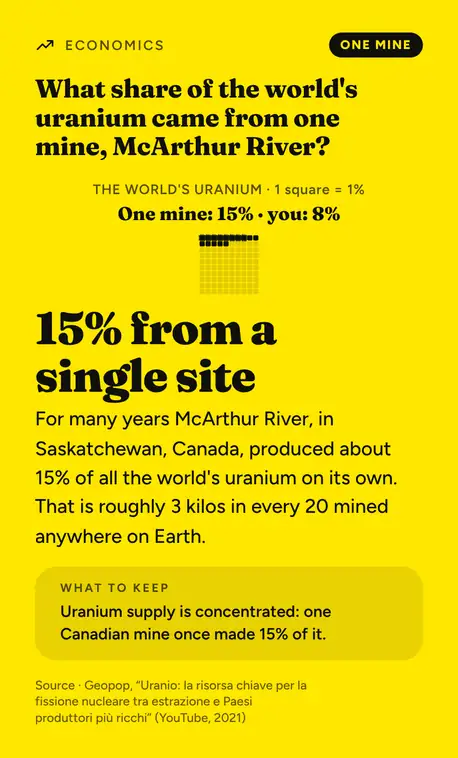 ECONOMICS
ONE MINE
What share of the world's
uranium came from one
mine, McArthur River?
THE WORLD'S URANIUM · 1 square = 1%
One mine: 15% · you: 8%
15% from a
single site
For many years McArthur River, in
Saskatchewan, Canada, produced about
15% of all the world's uranium on its own.
That is roughly 3 kilos in every 20 mined
anywhere on Earth.
WHAT TO KEEP
Uranium supply is concentrated: one
Canadian mine once made 15% of it.
Source · Geopop, “Uranio: la risorsa chiave per la
fissione nucleare tra estrazione e Paesi
produttori più ricchi” (YouTube, 2021)